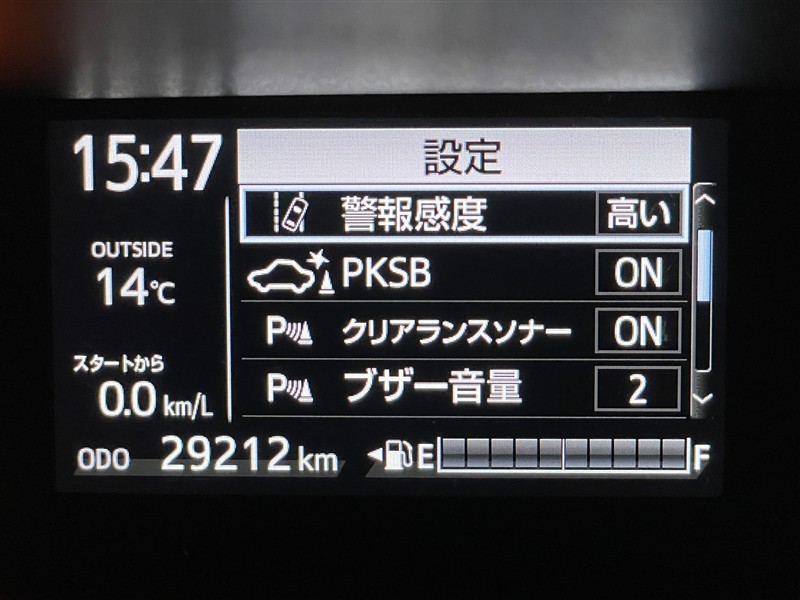 15:47
OUTSIDE
14℃
スタートから
0.0 km/L
設定
警報感度 高い
PKSB ON
P クリアランスソナー ON
P ブザー音量 2
ODO 29212 km
E F